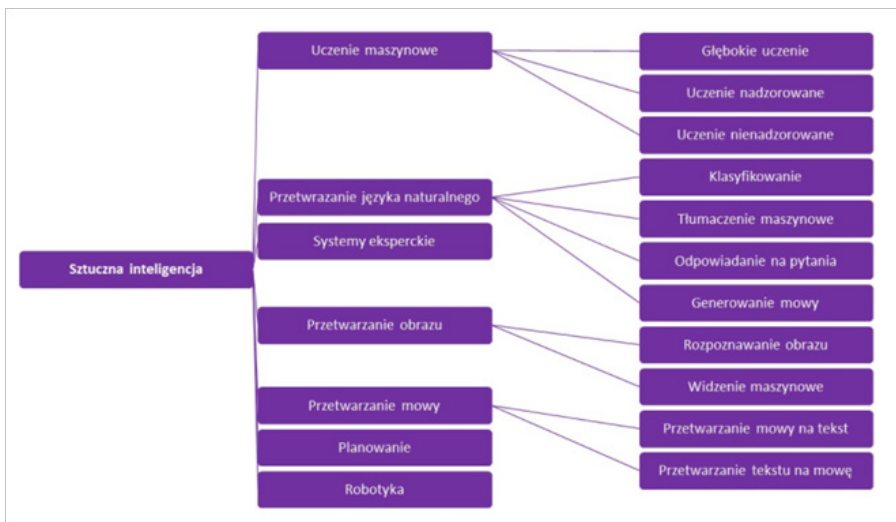 Sztuczna inteligencja
Uczenie maszynowe
Głębokie uczenie
Uczenie nadzorowane
Uczenie nienadzorowane
Przetwrazanie języka naturalnego
Klasyfikowanie
Tłumaczenie maszynowe
Odpowiadanie na pytania
Generowanie mowy
Systemy eksperckie
Przetwarzanie obrazu
Rozpoznawanie obrazu
Widzenie maszynowe
Przetwarzanie mowy
Przetwarzanie mowy na tekst
Przetwarzanie tekstu na mowę
Planowanie
Robotyka